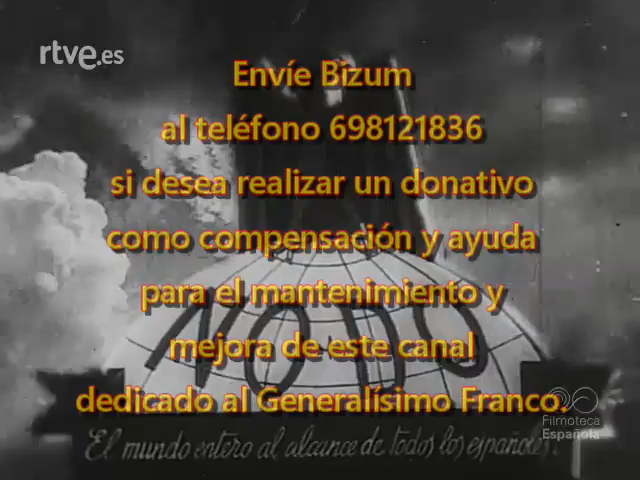 rtve.es
Envíe Bizum
al teléfono 698121836
si desea realizar un donativo
como compensación y ayuda
para el mantenimiento y
mejora de este canal
dedicado al Generalísimo Franco.
NO-DO
Filmoteca
Española
El mundo entero al alcance de todos los españoles.